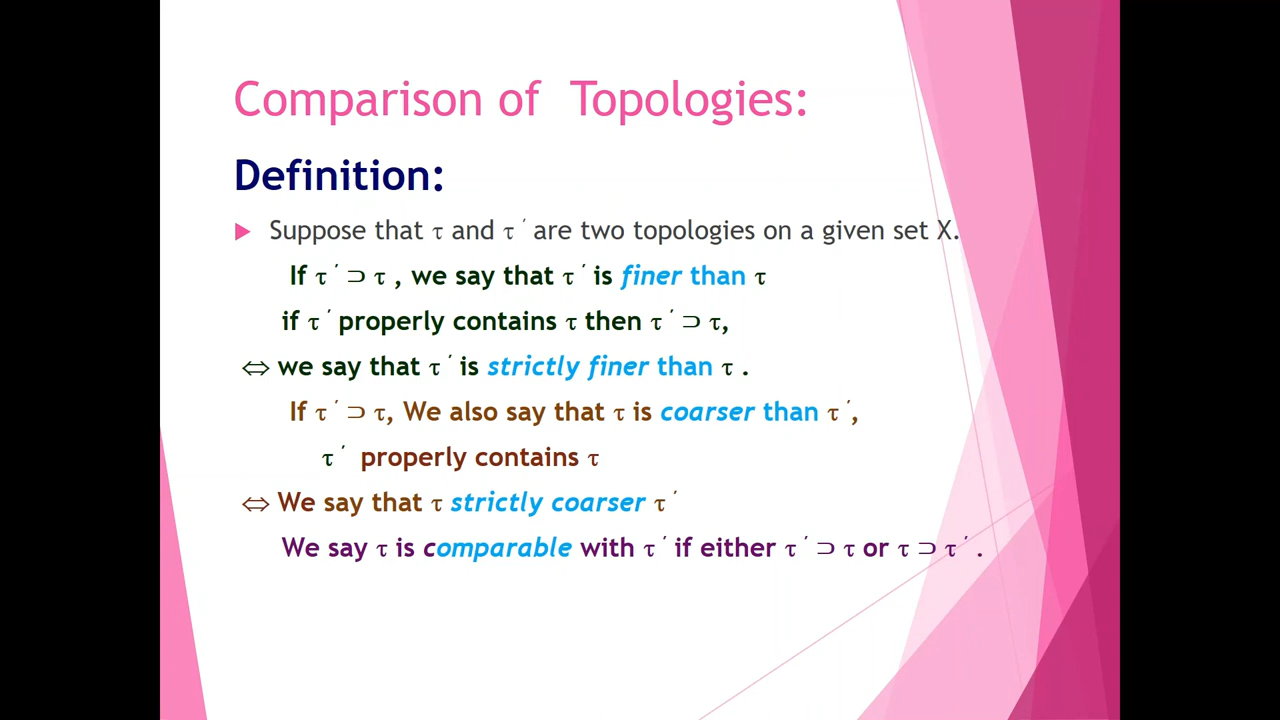 Comparison of Topologies:
Definition:
Suppose that τ and τ ′ are two topologies on a given set X.
If τ ′ ⊃ τ , we say that τ ′ is finer than τ
if τ ′ properly contains τ then τ ′ ⊃ τ,
⇔ we say that τ ′ is strictly finer than τ .
If τ ′ ⊃ τ, We also say that τ is coarser than τ ′,
τ ′ properly contains τ
⇔ We say that τ strictly coarser τ ′
We say τ is comparable with τ ′ if either τ ′ ⊃ τ or τ ⊃ τ ′ .